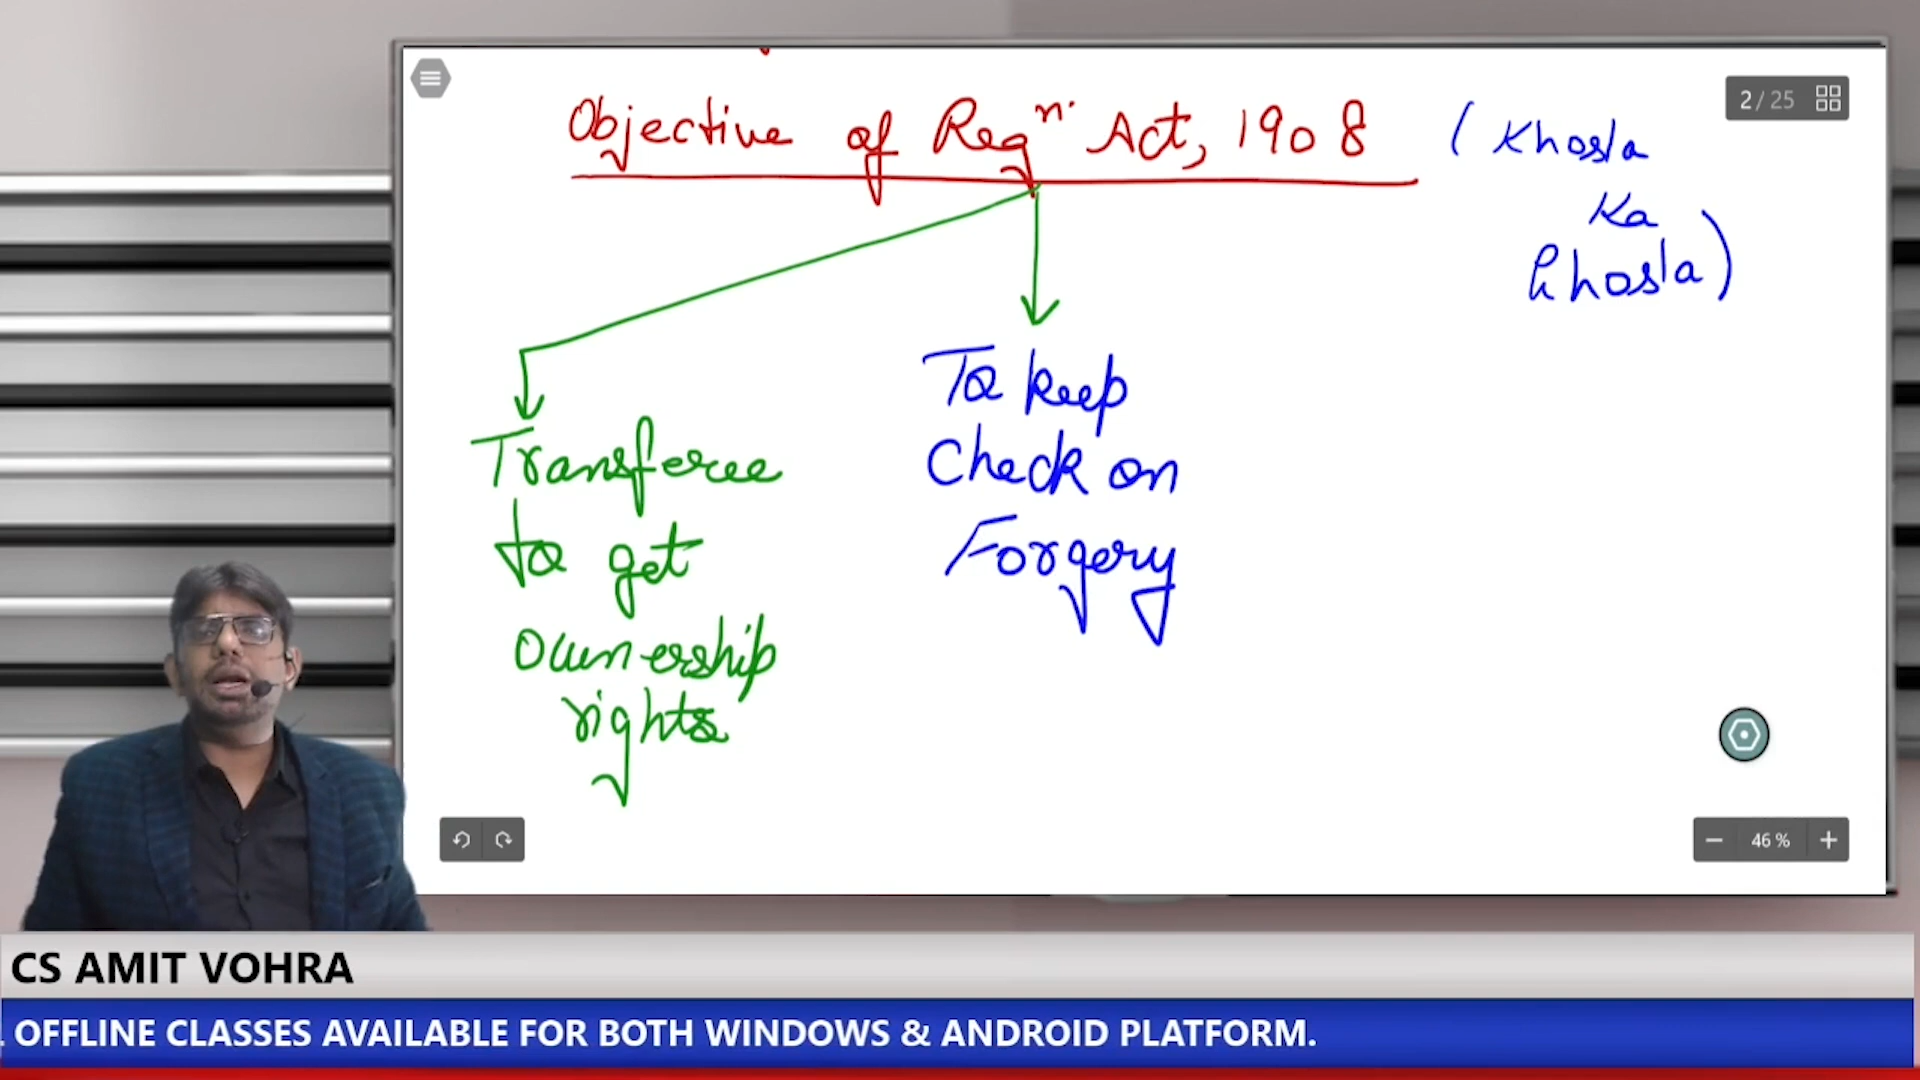 Objective of Regn. Act, 1908 (Khosla
Ka
Ghosla)
2 / 25
Transferee
to get
Ownership
rights
To keep
Check on
Forgery
46 %
CS AMIT VOHRA
OFFLINE CLASSES AVAILABLE FOR BOTH WINDOWS & ANDROID PLATFORM.